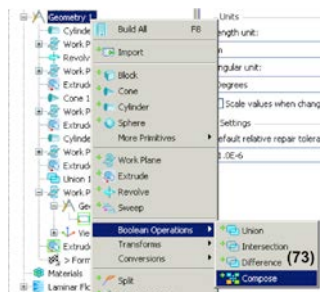 Geometry 1
Cylinde
Work P
Revolv
Work P
Extrud
Cone 1
Work P
Extrud
Cylinde
Work P
Extrud
Union 1
Work P
Ge
Vie
Extrud
> Form
Materials
Laminar Flo
Build All F8
Import
Block
Cone
Cylinder
Sphere
More Primitives
Work Plane
Extrude
Revolve
Sweep
Boolean Operations
Transforms
Conversions
Split
Union
Intersection
Difference (73)
Compose
Units
ength unit:
m
ngular unit:
Degrees
Scale values when chang
Settings
efault relative repair tolera
1.0E-6